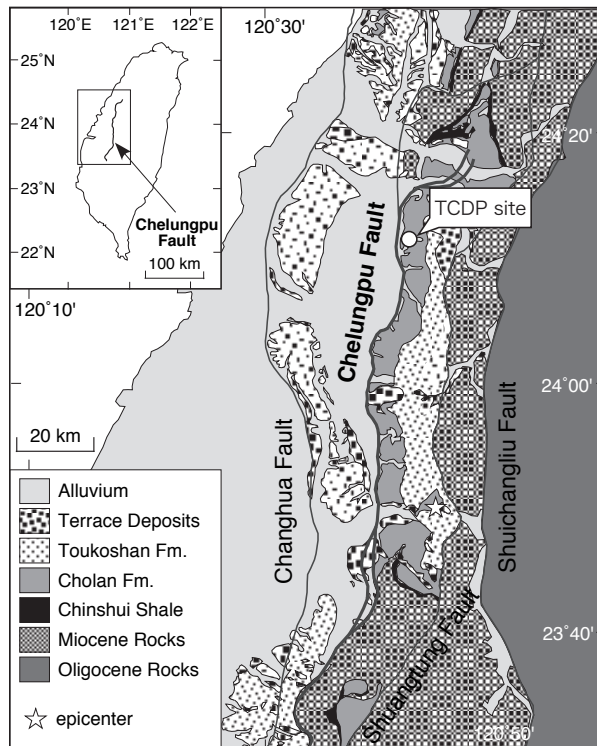 120˚E 121˚E 122˚E
25˚N
24˚N
23˚N
22˚N
Chelungpu
Fault
100 km
120˚30'
24˚20'
TCDP site
120˚10'
Chelungpu Fault
24˚00'
20 km
Changhua Fault
Shuichangliu Fault
Shuangtung Fault
23˚40'
120˚50'
Alluvium
Terrace Deposits
Toukoshan Fm.
Cholan Fm.
Chinshui Shale
Miocene Rocks
Oligocene Rocks
epicenter